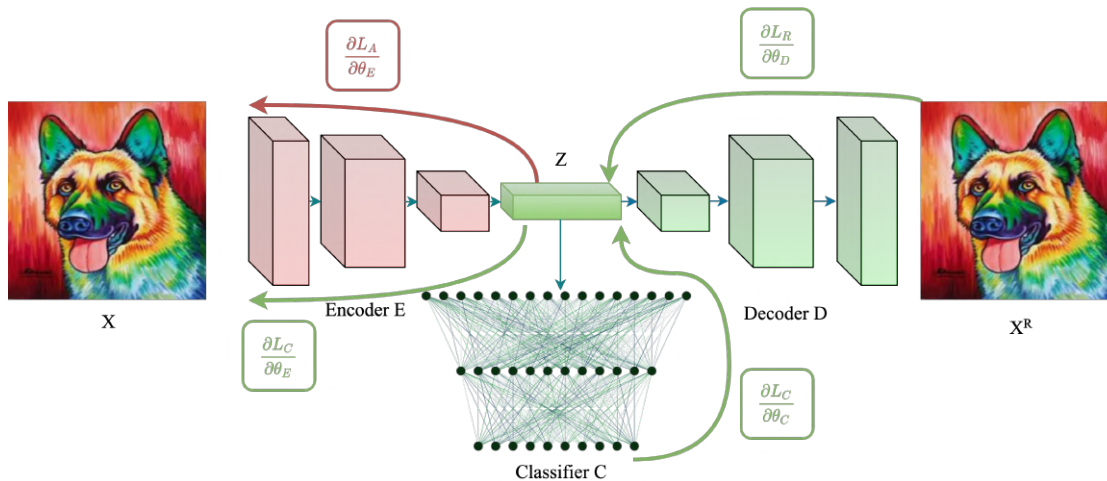 ∂L_A
∂θ_E
∂L_R
∂θ_D
Z
X
Encoder E
Decoder D
X^R
∂L_C
∂θ_E
∂L_C
∂θ_C
Classifier C